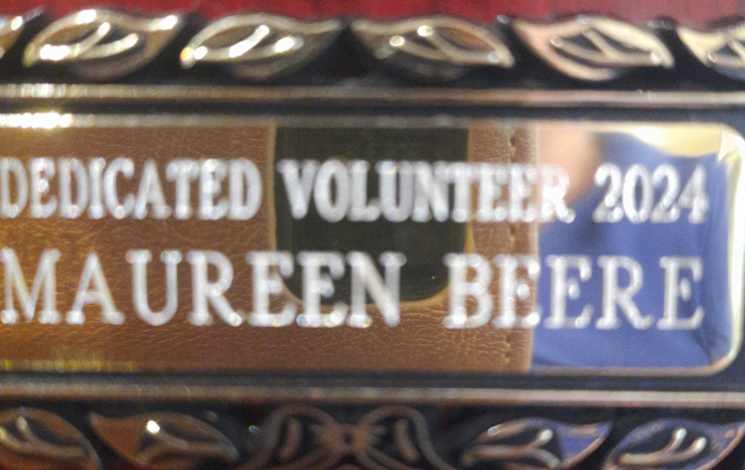 DEDICATED VOLUNTEER 2024
MAUREEN BEERE